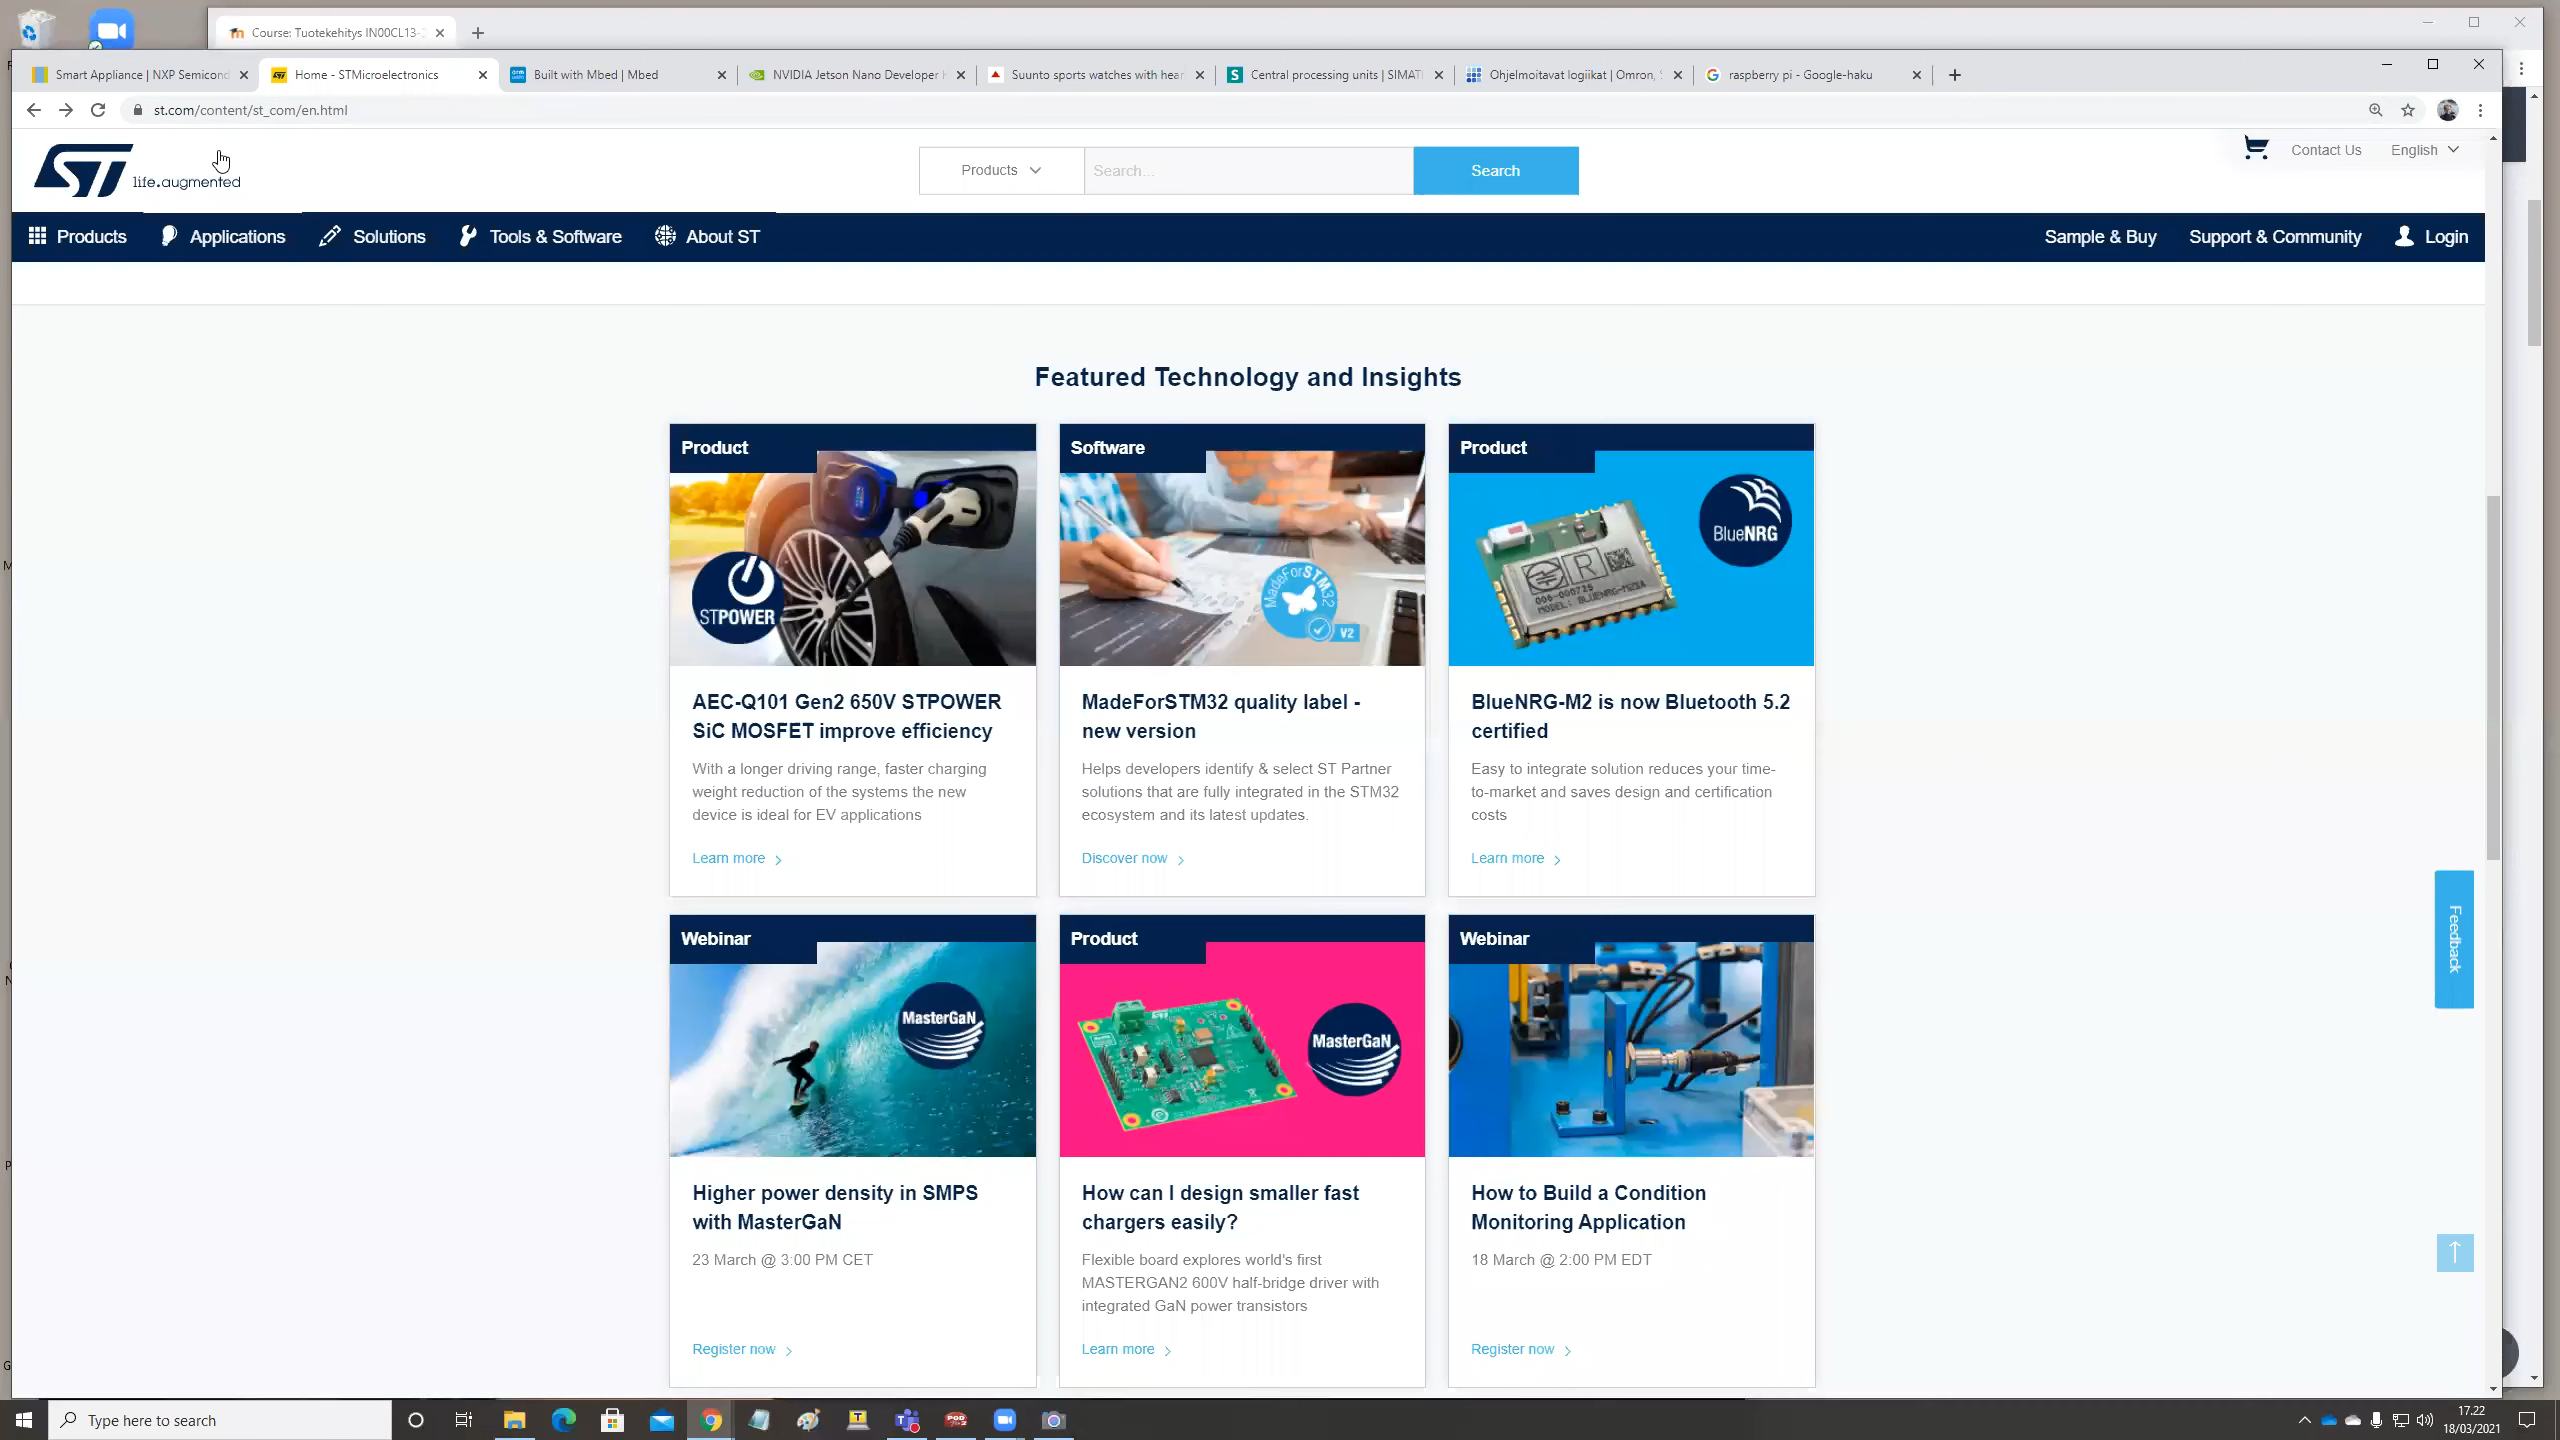 Course: Tuotekehitys IN00CL13-
Smart Appliance | NXP Semicond
Home - STMicroelectronics
Built with Mbed | Mbed
NVIDIA Jetson Nano Developer
Suunto sports watches with hear
Central processing units | SIMATI
Ohjelmoitavat logiikat | Omron,
raspberry pi - Google-haku
st.com/content/st_com/en.html
ST
life.augmented
Products
Search...
Search
Contact Us
English
Products
Applications
Solutions
Tools & Software
About ST
Sample & Buy
Support & Community
Login
Featured Technology and Insights
Product
STPOWER
AEC-Q101 Gen2 650V STPOWER
SiC MOSFET improve efficiency
With a longer driving range, faster charging
weight reduction of the systems the new
device is ideal for EV applications
Learn more
Software
MadeForSTM32
V2
MadeForSTM32 quality label -
new version
Helps developers identify & select ST Partner
solutions that are fully integrated in the STM32
ecosystem and its latest updates.
Discover now
Product
BlueNRG
R
MODEL: BLUENRG-M2SA
BlueNRG-M2 is now Bluetooth 5.2
certified
Easy to integrate solution reduces your time-
to-market and saves design and certification
costs
Learn more
Webinar
MasterGaN
Higher power density in SMPS
with MasterGaN
23 March @ 3:00 PM CET
Register now
Product
MasterGaN
How can I design smaller fast
chargers easily?
Flexible board explores world's first
MASTERGAN2 600V half-bridge driver with
integrated GaN power transistors
Learn more
Webinar
How to Build a Condition
Monitoring Application
18 March @ 2:00 PM EDT
Register now
Feedback
Type here to search
17.22
18/03/2021